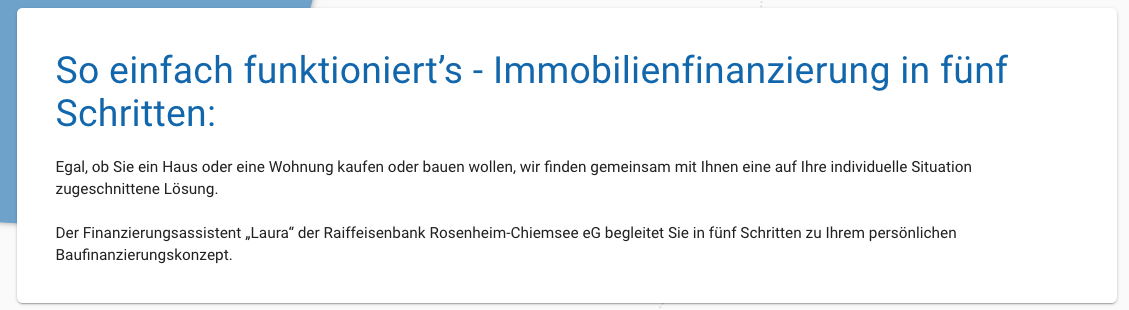 So einfach funktioniert’s - Immobilienfinanzierung in fünf
Schritten:
Egal, ob Sie ein Haus oder eine Wohnung kaufen oder bauen wollen, wir finden gemeinsam mit Ihnen eine auf Ihre individuelle Situation
zugeschnittene Lösung.
Der Finanzierungsassistent „Laura“ der Raiffeisenbank Rosenheim-Chiemsee eG begleitet Sie in fünf Schritten zu Ihrem persönlichen
Baufinanzierungskonzept.